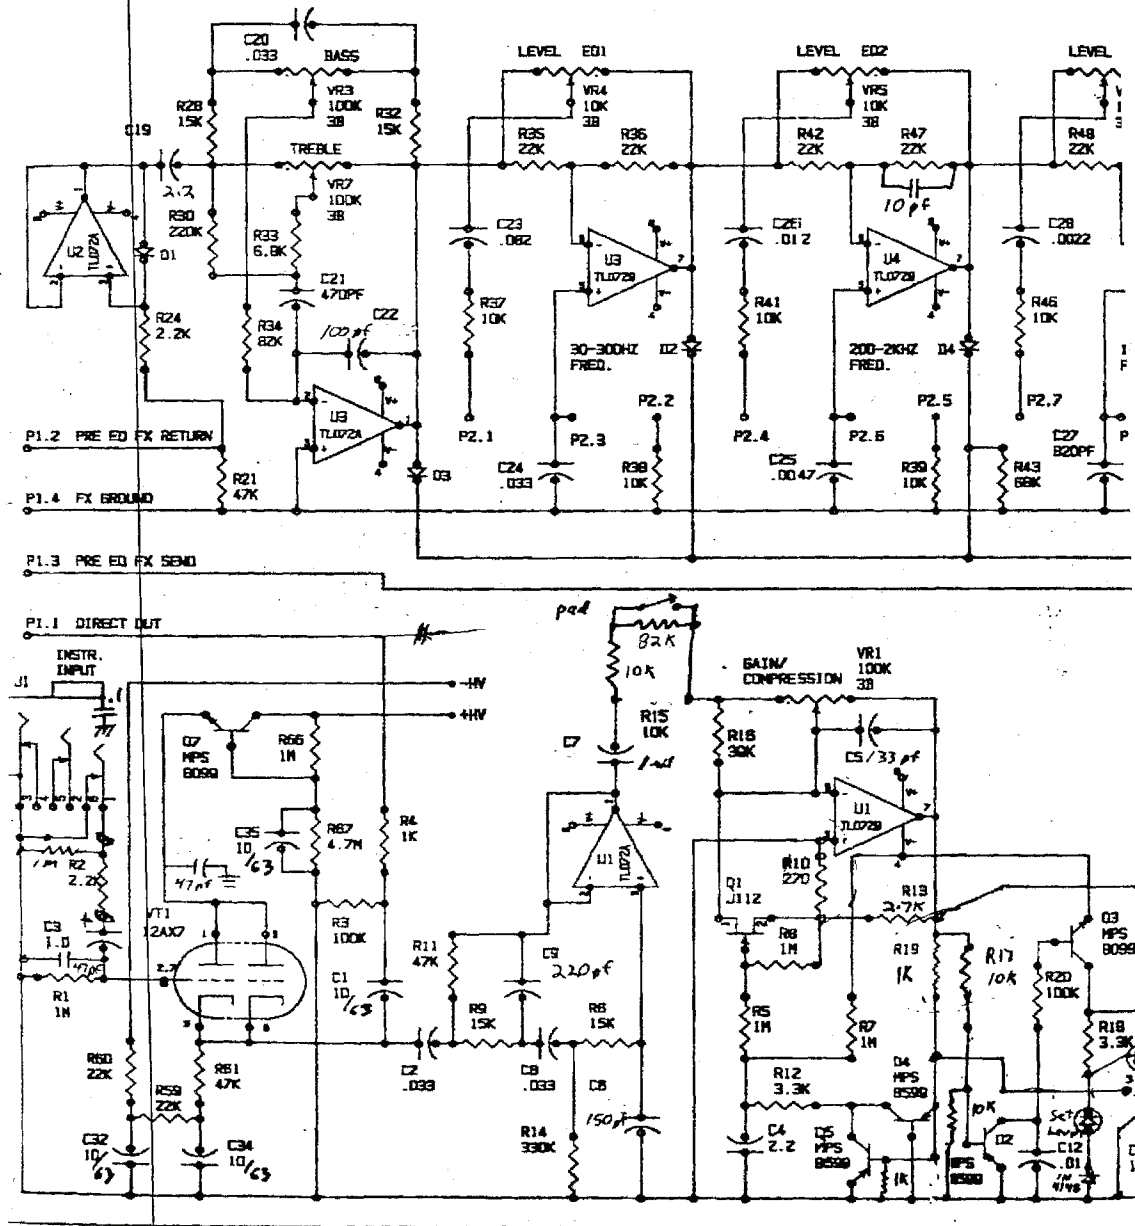 C20
.033
BASS
VR3
100K
3B
R28
15K
R32
15K
C19
2.2
TREBLE
VR7
100K
3B
R30
220K
R33
6.8K
C21
470PF
R34
82K
100 pf
C22
U2
TL072A
D1
R24
2.2K
U3
TL072A
D3
LEVEL EQ1
VR4
10K
3B
R35
22K
R36
22K
C23
.082
R37
10K
U3
TL072B
30-300HZ
FREQ.
D2
P2.1
P2.2
P2.3
C24
.033
R38
10K
LEVEL EQ2
VR5
10K
3B
R42
22K
R47
22K
10 pf
C26
.012
R41
10K
U4
TL072B
200-2KHZ
FREQ.
D4
P2.4
P2.5
P2.6
C25
.0047
R39
10K
R43
68K
LEVEL
R48
22K
C28
.0022
R46
10K
P2.7
C27
820PF
P1.2 PRE EQ FX RETURN
R21
47K
P1.4 FX GROUND
P1.3 PRE EQ FX SEND
P1.1 DIRECT OUT
INSTR.
INPUT
J1
.1
-HV
+HV
Q7
MPS
8099
R66
1M
C35
10/63
R67
4.7M
R4
1K
1M
R2
2.2K
47pf
C3
1.0
47pf
VT1
12AX7
R1
1M
R3
100K
C1
10/63
R60
22K
R59
22K
R61
47K
C32
10/63
C34
10/63
pad
82K
10K
R15
10K
C7
1 mf
U1
TL072A
R11
47K
C9
220pf
R9
15K
R6
15K
C2
.033
C8
.033
C6
150pf
R14
330K
GAIN/
COMPRESSION
VR1
100K
3B
R16
39K
C5/33 pf
U1
TL072B
R10
270
Q1
J112
R8
1M
R13
2.7K
R19
1K
R17
10K
Q3
MPS
8099
R20
100K
R5
1M
R7
1M
R18
3.3K
R12
3.3K
Q4
MPS
8599
C4
2.2
Q5
MPS
8599
1K
10K
Q2
MPS
8599
C12
.01
1N
4148